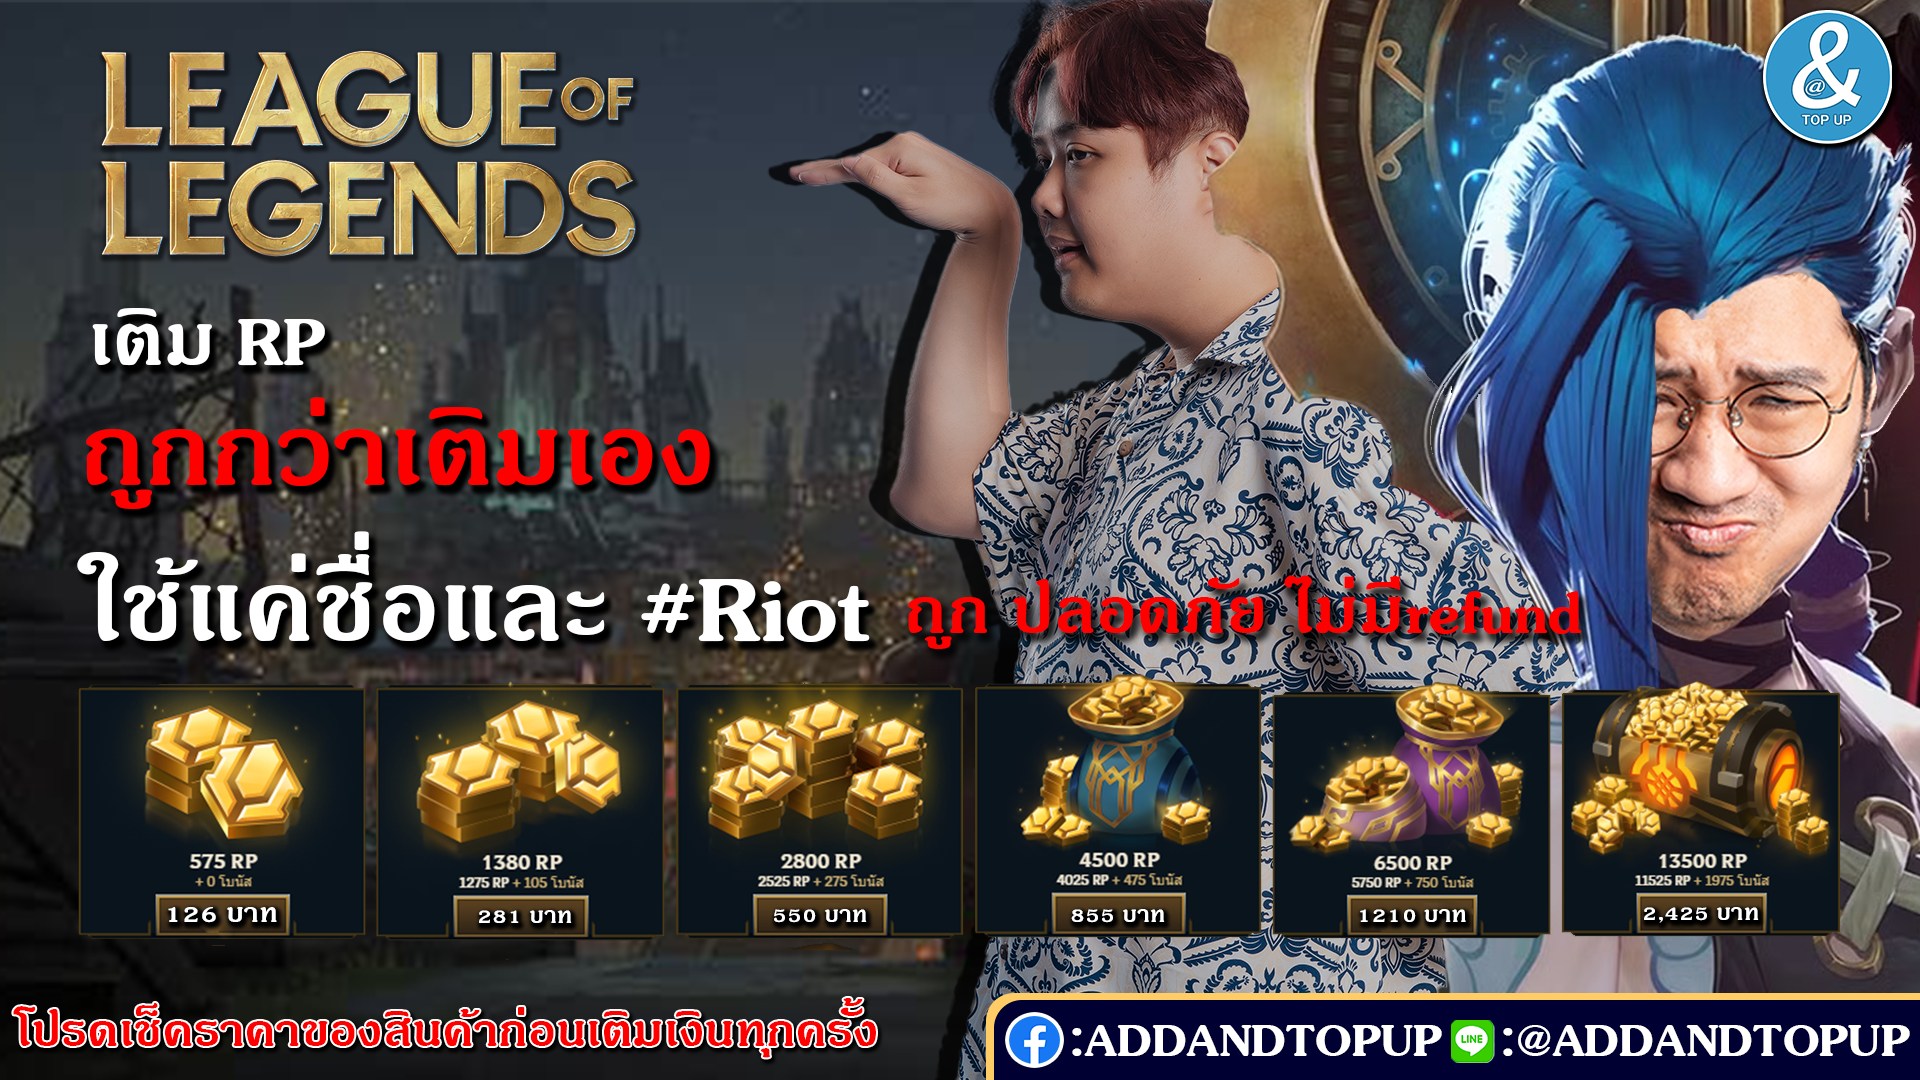 LEAGUE OF
LEGENDS
&
@
TOP UP
เติม RP
ถูกกว่าเติมเอง
ใช้แค่ชื่อและ #Riot ถูก ปลอดภัย ไม่มีrefund
575 RP
+ 0 โบนัส
126 บาท
1380 RP
1275 RP + 105 โบนัส
281 บาท
2800 RP
2525 RP + 275 โบนัส
550 บาท
4500 RP
4025 RP + 475 โบนัส
855 บาท
6500 RP
5750 RP + 750 โบนัส
1210 บาท
13500 RP
11525 RP + 1975 โบนัส
2,425 บาท
โปรดเช็คราคาของสินค้าก่อนเติมเงินทุกครั้ง
:ADDANDTOPUP LINE :@ADDANDTOPUP